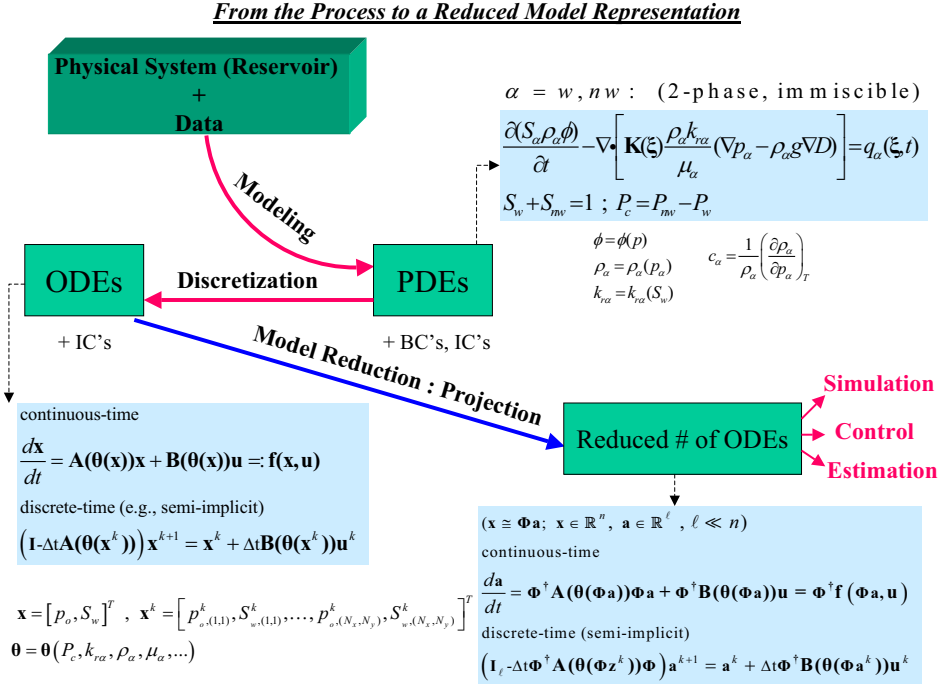 From the Process to a Reduced Model Representation
Physical System (Reservoir)
+
Data
α = w, nw : (2-phase, immiscible)
∂(S_α ρ_α ϕ)/∂t − ∇•[K(ξ) (ρ_α k_rα/μ_α) (∇p_α − ρ_α g∇D)] = q_α(ξ,t)
S_w + S_nw = 1 ; P_c = P_nw − P_w
ϕ = ϕ(p)
ρ_α = ρ_α(p_α)
k_rα = k_rα(S_w)
c_α = (1/ρ_α)(∂ρ_α/∂p_α)_T
Modeling
ODEs
Discretization
PDEs
+ IC's
+ BC's, IC's
Model Reduction : Projection
Reduced # of ODEs
Simulation
Control
Estimation
continuous-time
dx/dt = A(θ(x))x + B(θ(x))u =: f(x, u)
discrete-time (e.g., semi-implicit)
(I-ΔtA(θ(x^k)))x^{k+1} = x^k + ΔtB(θ(x^k))u^k
x = [p_o, S_w]^T , x^k = [p^k_{o,(1,1)}, S^k_{w,(1,1)}, …, p^k_{o,(N_x,N_y)}, S^k_{w,(N_x,N_y)}]^T
θ = θ(P_c, k_rα, ρ_α, μ_α, ...)
(x ≅ Φa; x ∈ ℝ^n, a ∈ ℝ^ℓ , ℓ ≪ n)
continuous-time
da/dt = Φ^† A(θ(Φa))Φa + Φ^† B(θ(Φa))u = Φ^† f (Φa, u)
discrete-time (semi-implicit)
(I_ℓ -ΔtΦ^† A(θ(Φz^k))Φ)a^{k+1} = a^k + ΔtΦ^† B(θ(Φa^k))u^k